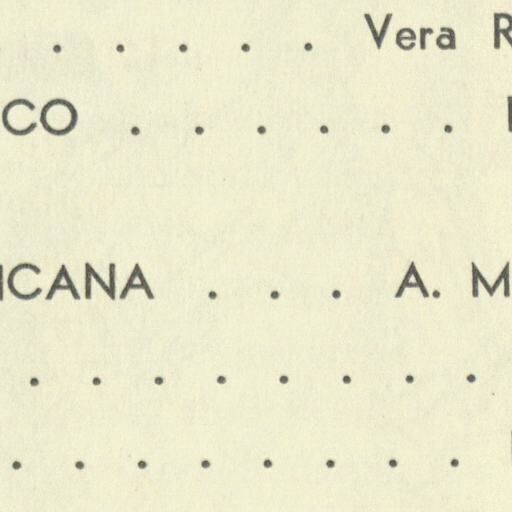 . . . . . Vera R
CO . . . . . .
ICANA . . . A. M
. . . . . . . .
. . . . . . . .